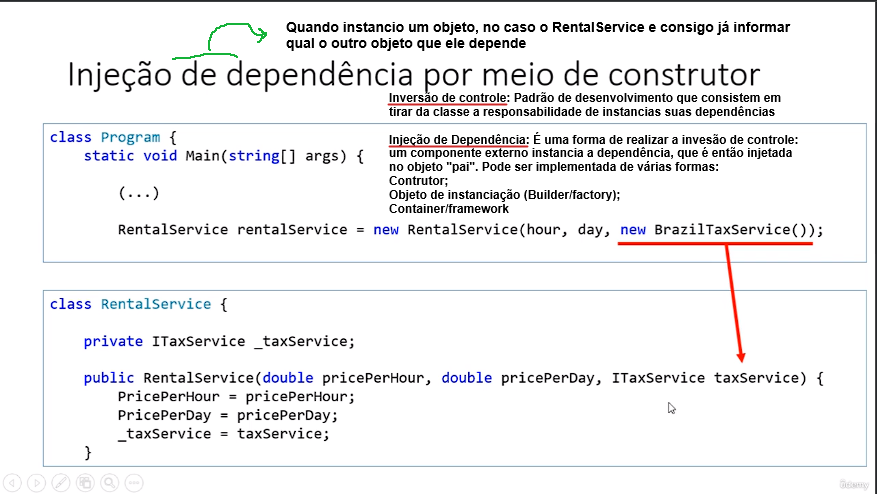 Quando instancio um objeto, no caso o RentalService e consigo já informar
qual o outro objeto que ele depende
Injeção de dependência por meio de construtor
Inversão de controle: Padrão de desenvolvimento que consistem em
tirar da classe a responsabilidade de instancias suas dependências
class Program {
static void Main(string[] args) {
(...)
Injeção de Dependência: É uma forma de realizar a invesão de controle:
um componente externo instancia a dependência, que é então injetada
no objeto "pai". Pode ser implementada de várias formas:
Contrutor;
Objeto de instanciação (Builder/factory);
Container/framework
RentalService rentalService = new RentalService(hour, day, new BrazilTaxService());
class RentalService {
private ITaxService _taxService;
public RentalService(double pricePerHour, double pricePerDay, ITaxService taxService) {
PricePerHour = pricePerHour;
PricePerDay = pricePerDay;
_taxService = taxService;
}
ûdemy